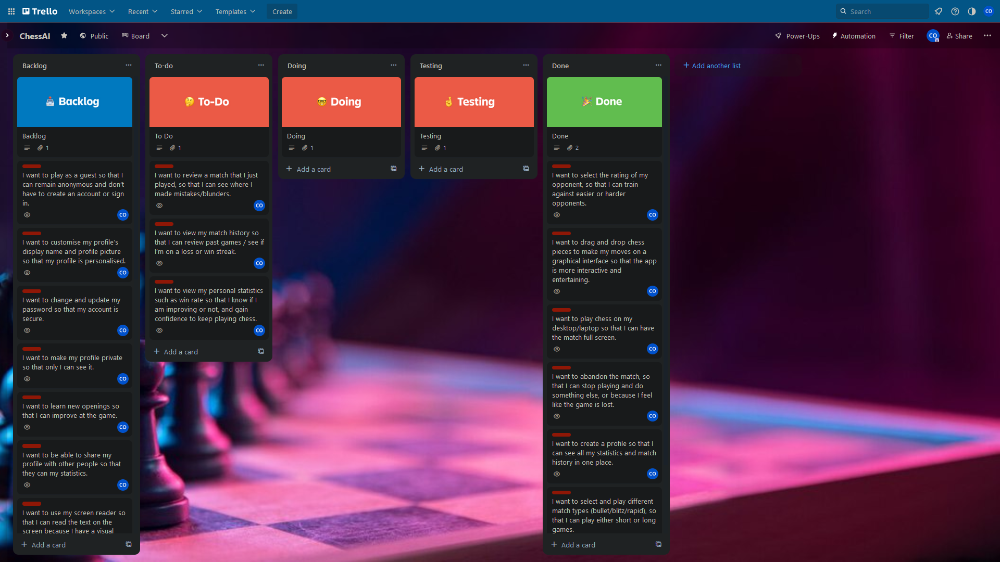 Trello
Workspaces
Recent
Starred
Templates
Create
Search
CO
ChessAI
Public
Board
Power-Ups
Automation
Filter
CO
Share
Backlog
Backlog
Backlog
1
I want to play as a guest so that I
can remain anonymous and don't
have to create an account or sign
in.
CO
I want to customise my profile's
display name and profile picture
so that my profile is personalised.
CO
I want to change and update my
password so that my account is
secure.
CO
I want to make my profile private
so that only I can see it.
CO
I want to learn new openings so
that I can improve at the game.
CO
I want to be able to share my
profile with other people so that
they can my statistics.
CO
I want to use my screen reader so
that I can read the text on the
screen because I have a visual
+ Add a card
To-do
To-Do
To Do
1
I want to review a match that I just
played, so that I can see where I
made mistakes/blunders.
CO
I want to view my match history so
that I can review past games / see if
I'm on a loss or win streak.
CO
I want to view my personal statistics
such as win rate so that I know if I
am improving or not, and gain
confidence to keep playing chess.
CO
+ Add a card
Doing
Doing
Doing
1
+ Add a card
Testing
Testing
Testing
1
+ Add a card
Done
Done
Done
2
I want to select the rating of my
opponent, so that I can train
against easier or harder
opponents.
CO
I want to drag and drop chess
pieces to make my moves on a
graphical interface so that the app
is more interactive and
entertaining.
CO
I want to play chess on my
desktop/laptop so that I can have
the match full screen.
CO
I want to abandon the match, so
that I can stop playing and do
something else, or because I feel
like the game is lost.
CO
I want to create a profile so that I
can see all my statistics and match
history in one place.
CO
I want to select and play different
match types (bullet/blitz/rapid), so
that I can play either short or long
games.
+ Add a card
+ Add another list